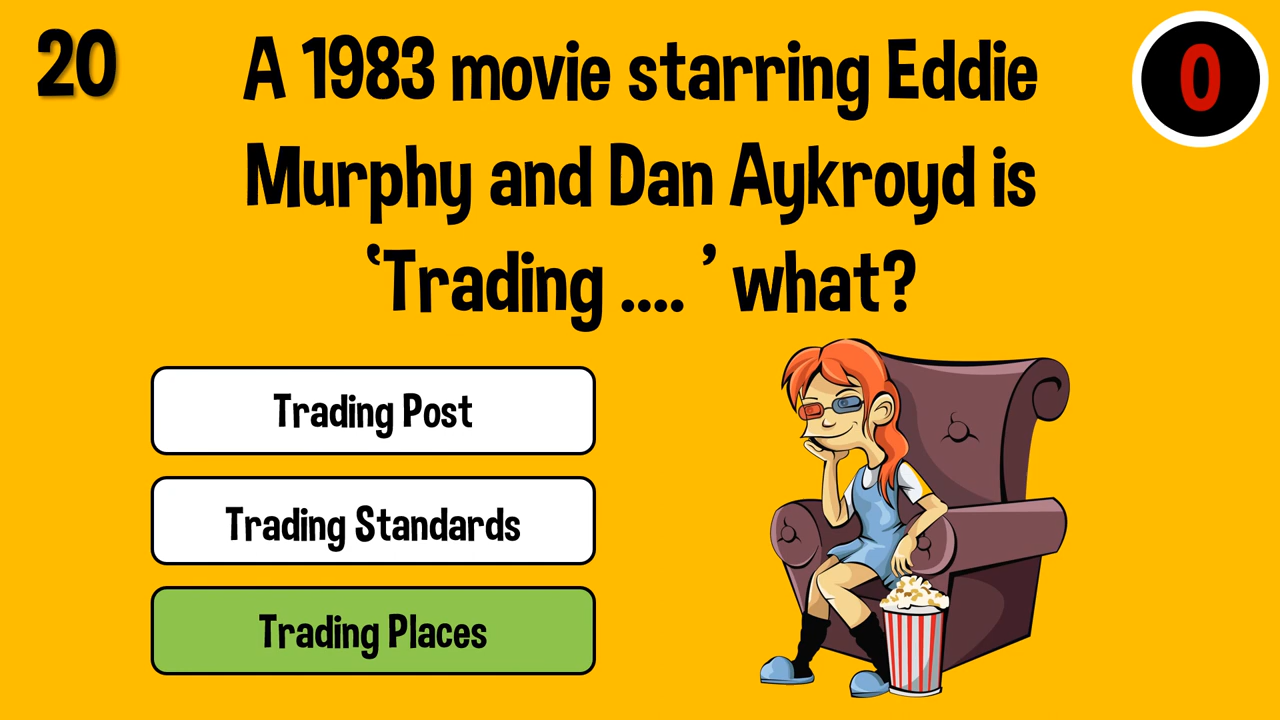 20
A 1983 movie starring Eddie
0
Murphy and Dan Aykroyd is
‘Trading .... ’ what?
Trading Post
Trading Standards
Trading Places